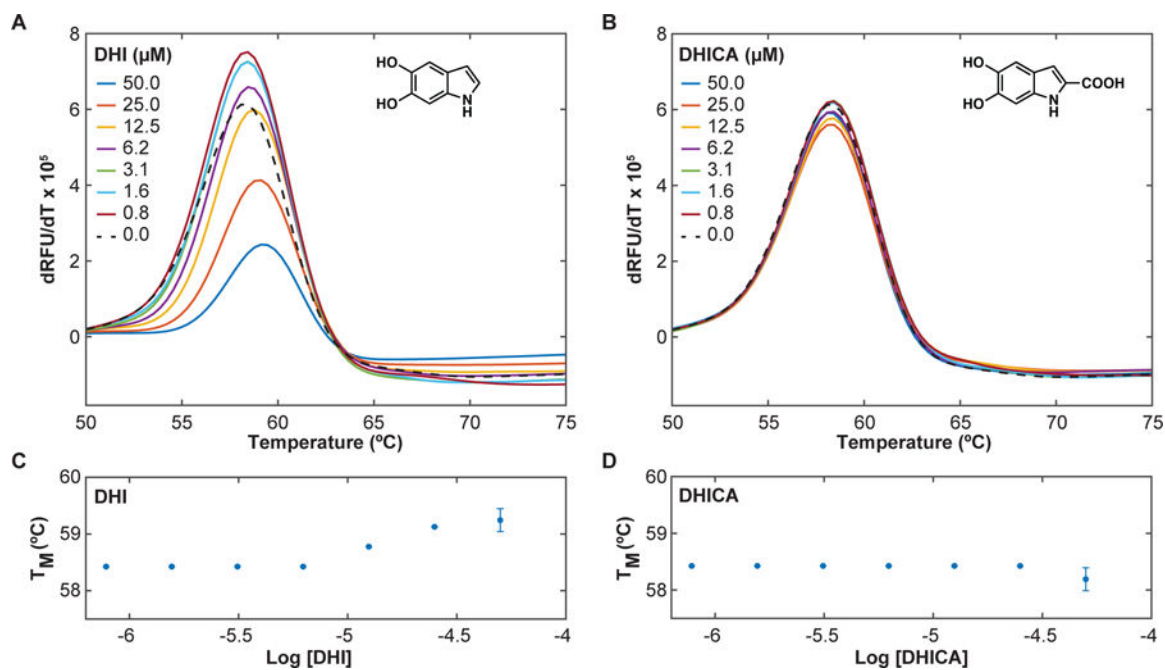 A
DHI (µM)
50.0
25.0
12.5
6.2
3.1
1.6
0.8
0.0
HO
HO
N
H
8
6
4
2
0
dRFU/dT x 10⁵
50 55 60 65 70 75
Temperature (ºC)
B
DHICA (µM)
50.0
25.0
12.5
6.2
3.1
1.6
0.8
0.0
HO
HO
N
H
COOH
8
6
4
2
0
dRFU/dT x 10⁵
50 55 60 65 70 75
Temperature (ºC)
C
DHI
60
59
58
TM (ºC)
-6 -5.5 -5 -4.5 -4
Log [DHI]
D
DHICA
60
59
58
TM (ºC)
-6 -5.5 -5 -4.5 -4
Log [DHICA]